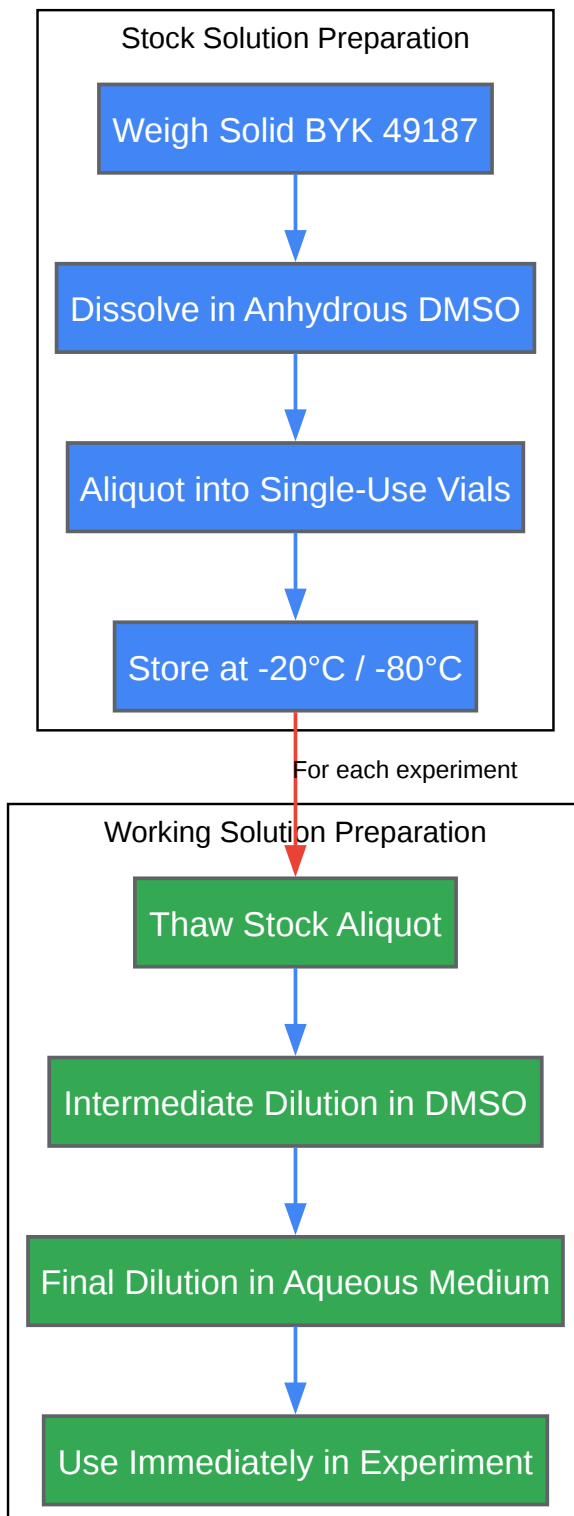 Stock Solution Preparation
Weigh Solid BYK 49187
Dissolve in Anhydrous DMSO
Aliquot into Single-Use Vials
Store at -20°C / -80°C
For each experiment
Working Solution Preparation
Thaw Stock Aliquot
Intermediate Dilution in DMSO
Final Dilution in Aqueous Medium
Use Immediately in Experiment